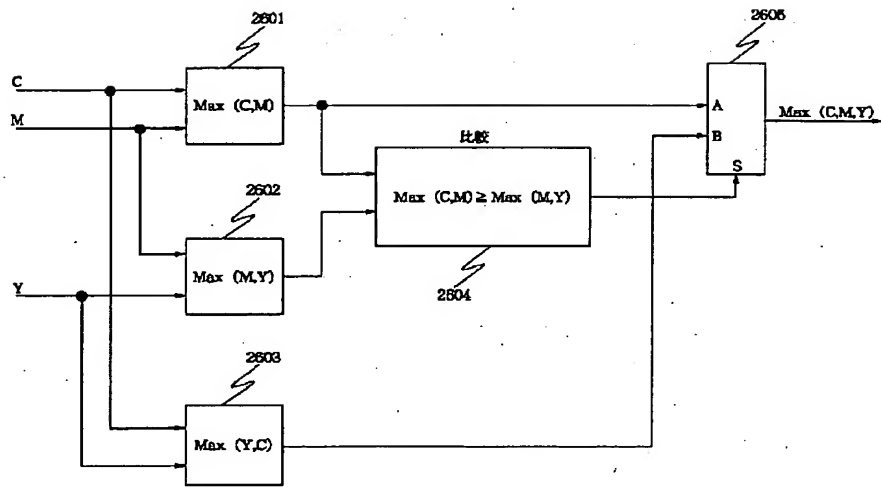 2601
2605
C
Max (C,M)
A
Max (C,M,Y)
M
B
比較
S
2602
Max (C,M) ≧ Max (M,Y)
Max (M,Y)
2604
Y
2603
Max (Y,C)